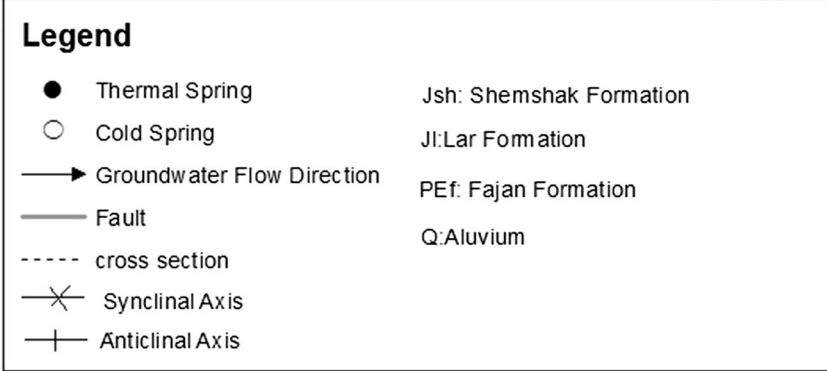 Legend
Thermal Spring
Cold Spring
Groundwater Flow Direction
Fault
cross section
Synclinal Axis
Anticlinal Axis
Jsh: Shemshak Formation
Jl:Lar Formation
PEf: Fajan Formation
Q:Aluvium